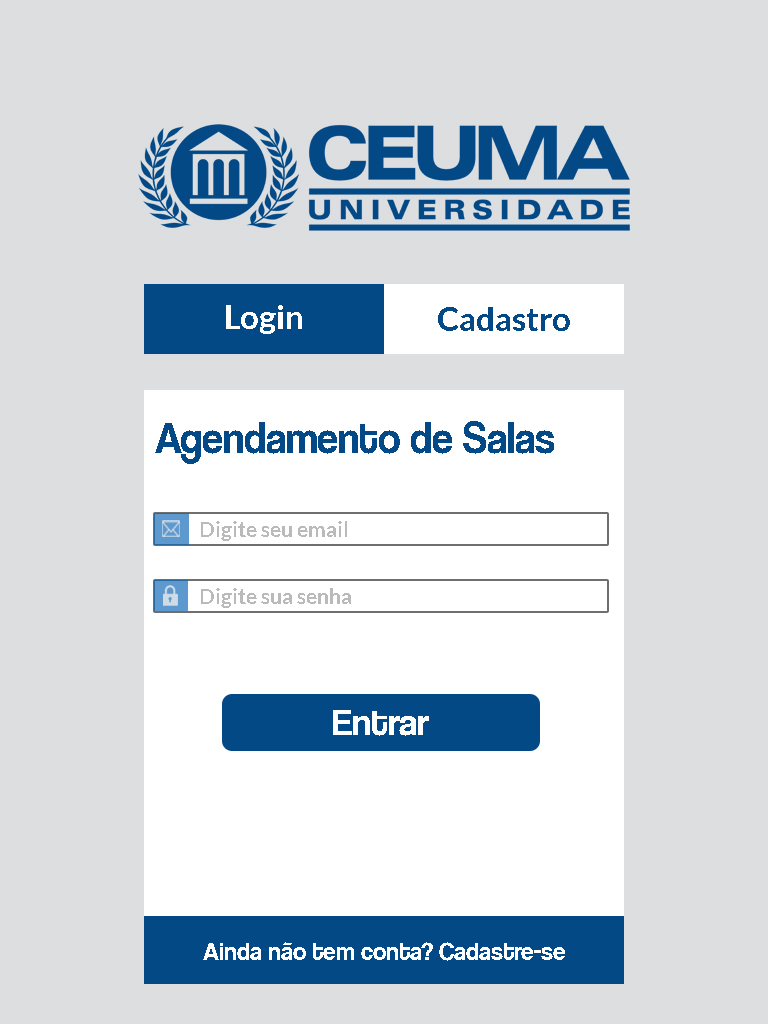 CEUMA
UNIVERSIDADE
Login
Cadastro
Agendamento de Salas
Digite seu email
Digite sua senha
Entrar
Ainda não tem conta? Cadastre-se